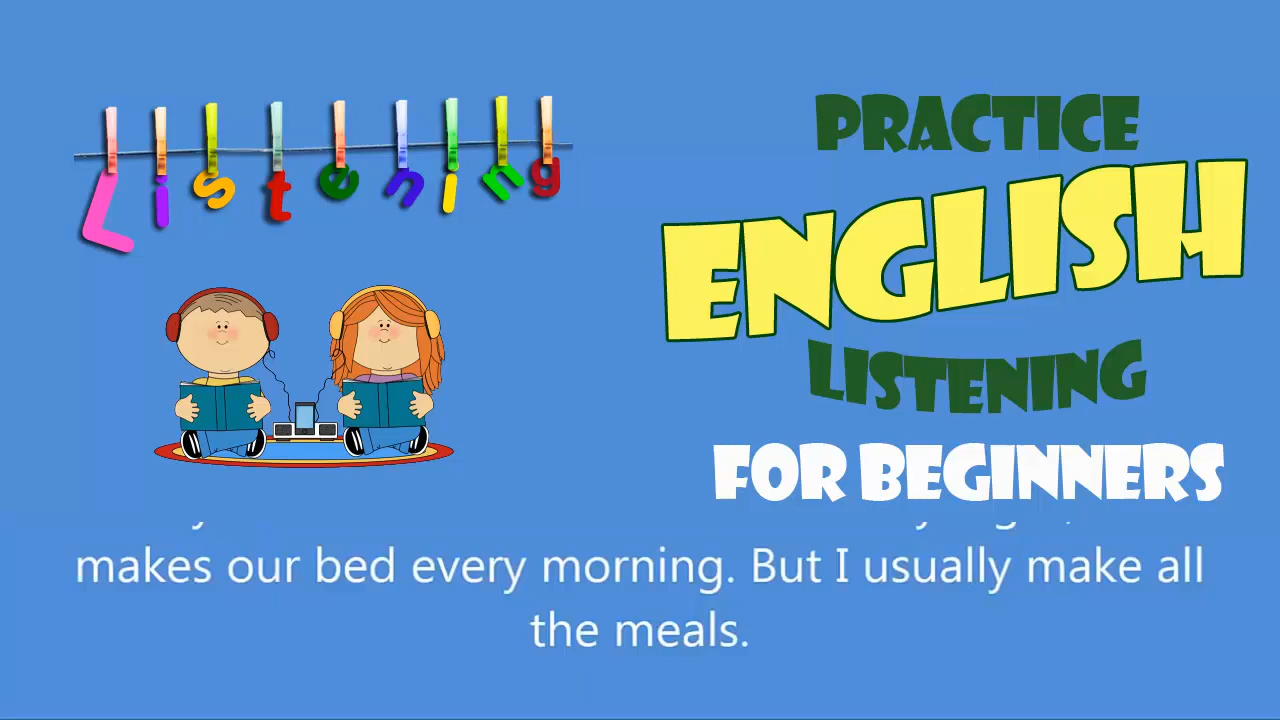 Listening
PRACTICE
ENGLISH
LISTENING
FOR BEGINNERS
makes our bed every morning. But I usually make all
the meals.